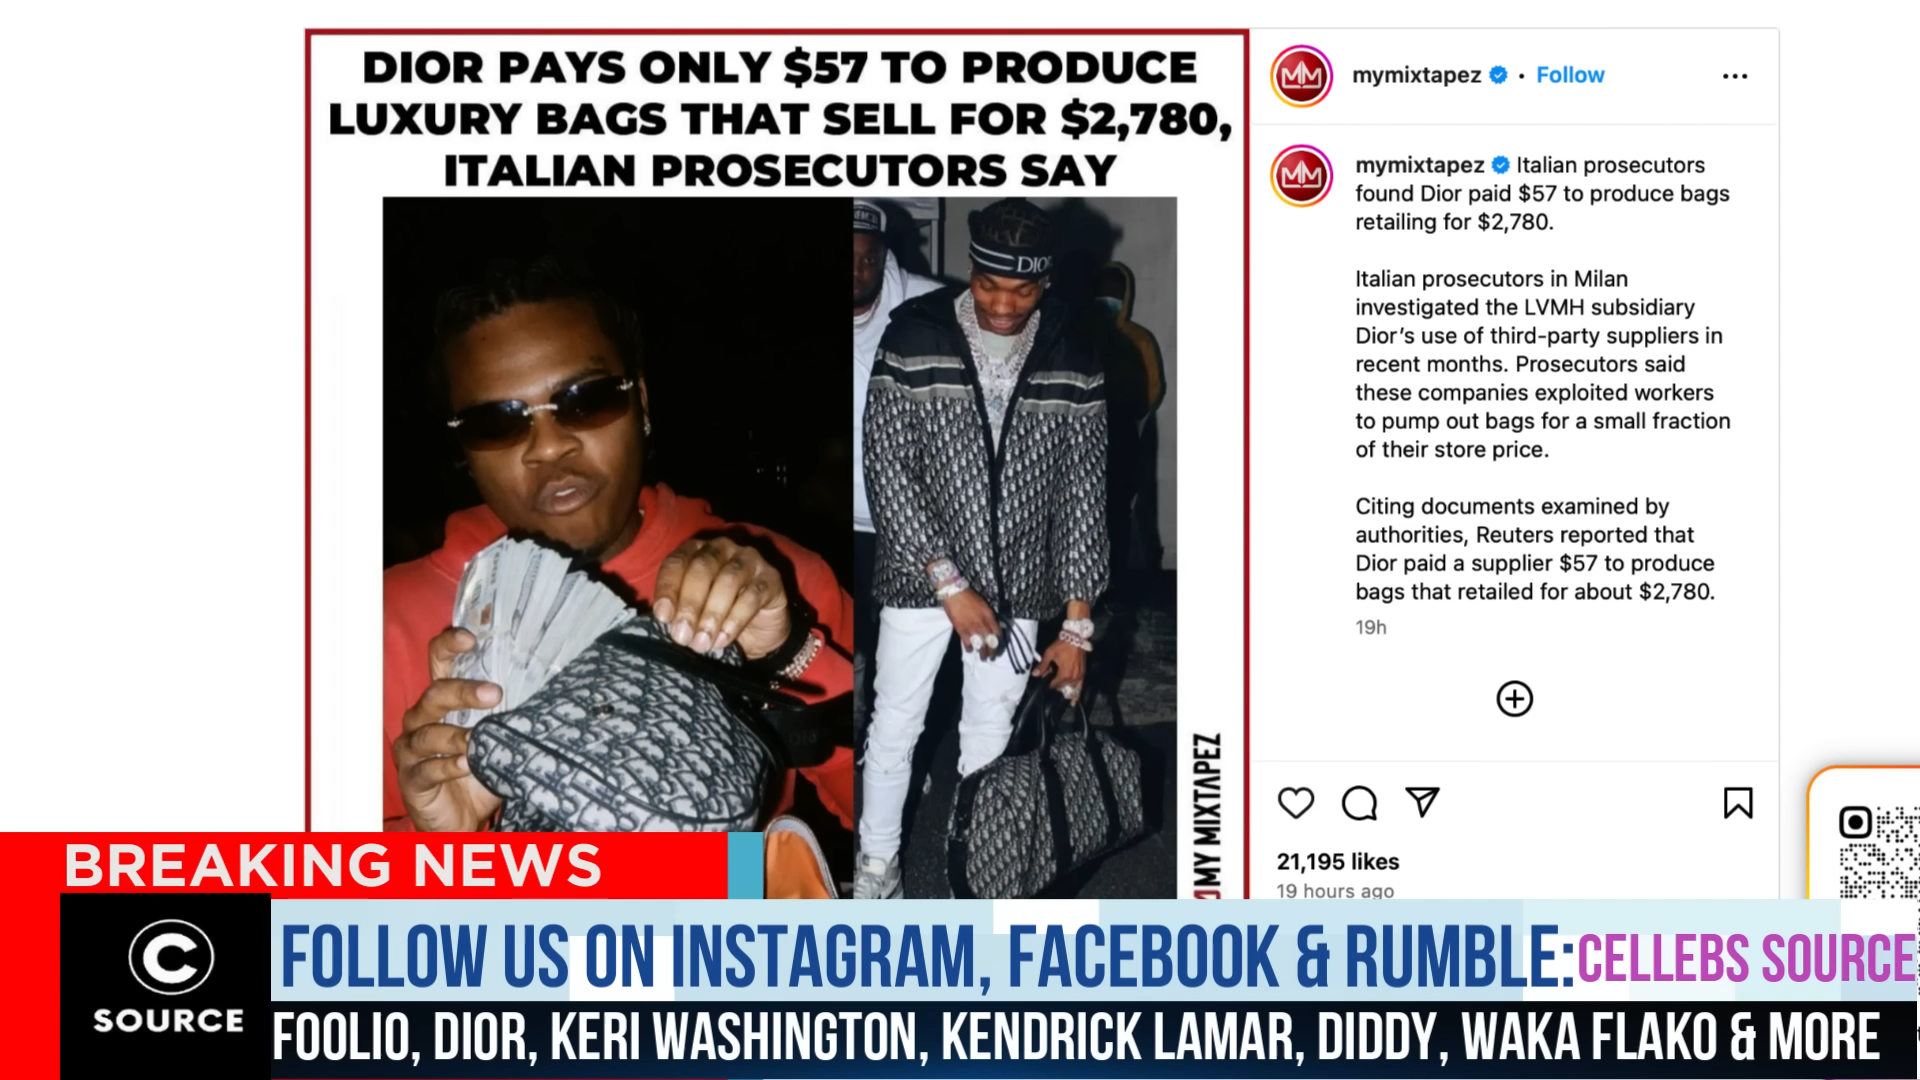 DIOR PAYS ONLY $57 TO PRODUCE
LUXURY BAGS THAT SELL FOR $2,780,
ITALIAN PROSECUTORS SAY
DIOR
MY MIXTAPEZ
MM
mymixtapez • Follow
MM
mymixtapez Italian prosecutors
found Dior paid $57 to produce bags
retailing for $2,780.
Italian prosecutors in Milan
investigated the LVMH subsidiary
Dior's use of third-party suppliers in
recent months. Prosecutors said
these companies exploited workers
to pump out bags for a small fraction
of their store price.
Citing documents examined by
authorities, Reuters reported that
Dior paid a supplier $57 to produce
bags that retailed for about $2,780.
19h
21,195 likes
19 hours ago
BREAKING NEWS
C
SOURCE
FOLLOW US ON INSTAGRAM, FACEBOOK & RUMBLE:CELLEBS SOURCE
FOOLIO, DIOR, KERI WASHINGTON, KENDRICK LAMAR, DIDDY, WAKA FLAKO & MORE